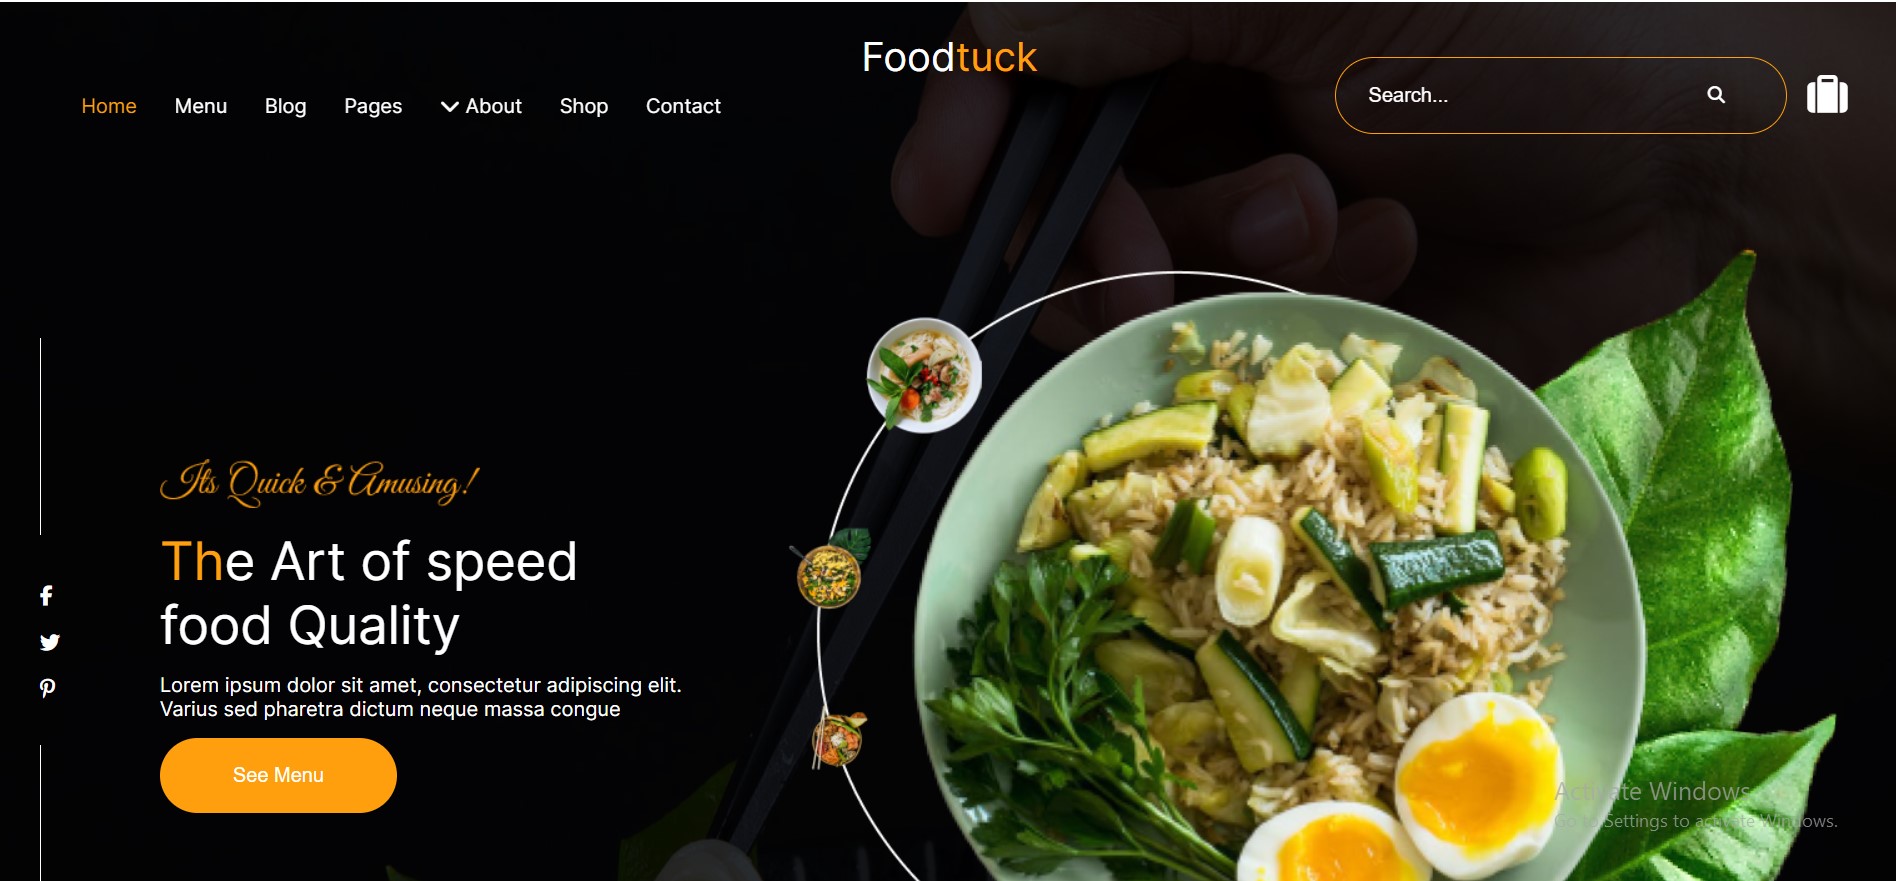 Foodtuck
Home Menu Blog Pages About Shop Contact
Search...
Its Quick & Amusing!
The Art of speed
food Quality
Lorem ipsum dolor sit amet, consectetur adipiscing elit.
Varius sed pharetra dictum neque massa congue
See Menu
Activate Windows
Go to Settings to activate Windows.